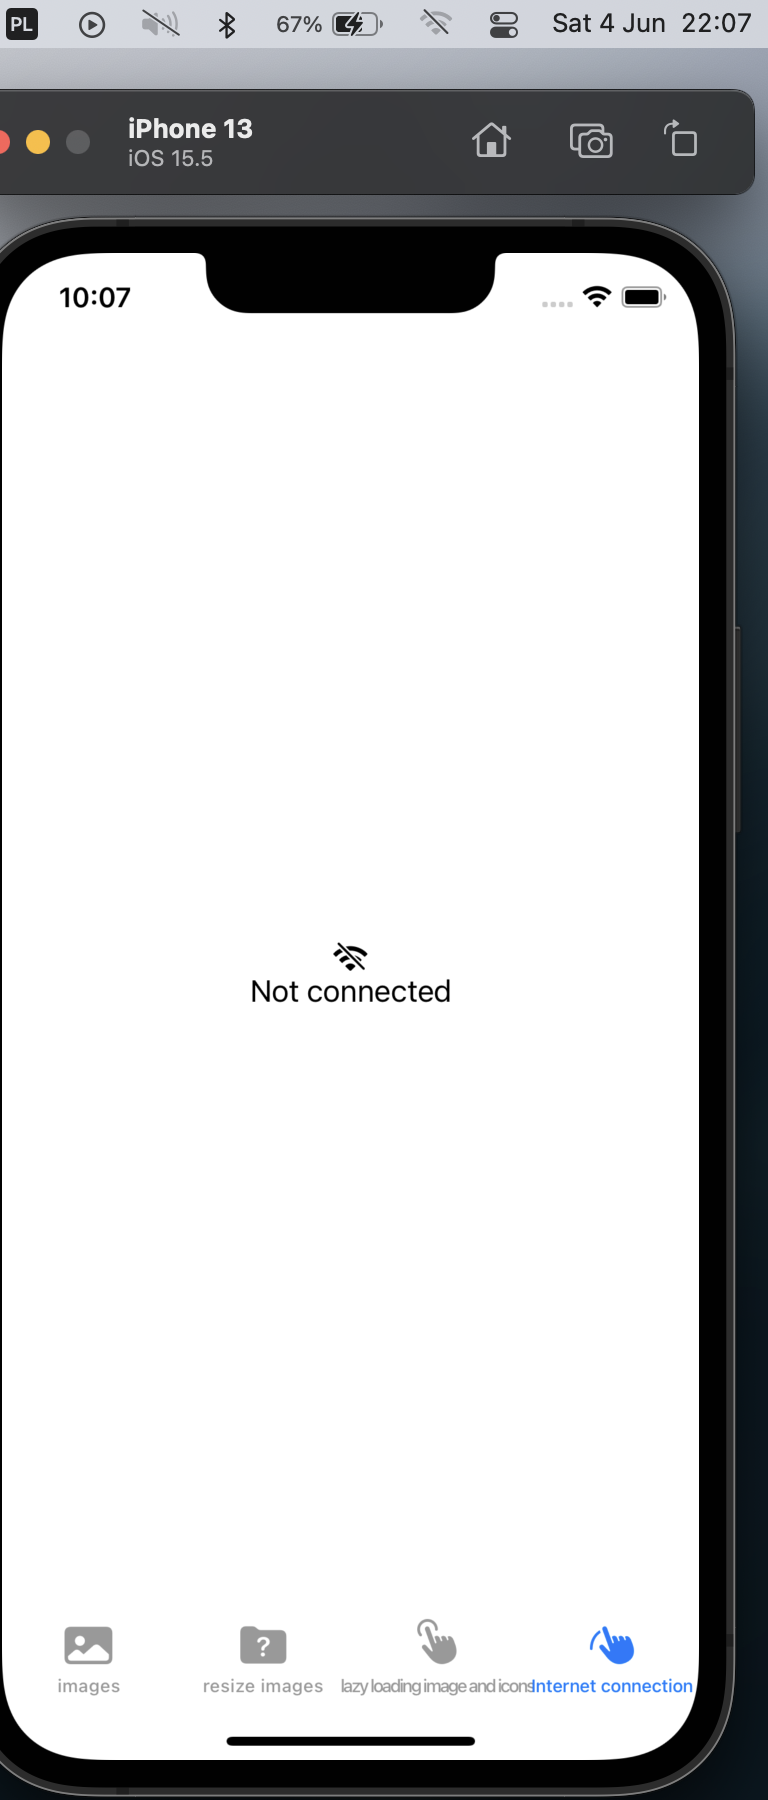 PL 67% Sat 4 Jun 22:07
iPhone 13
iOS 15.5
10:07
Not connected
images resize images lazy loading image and icons Internet connection